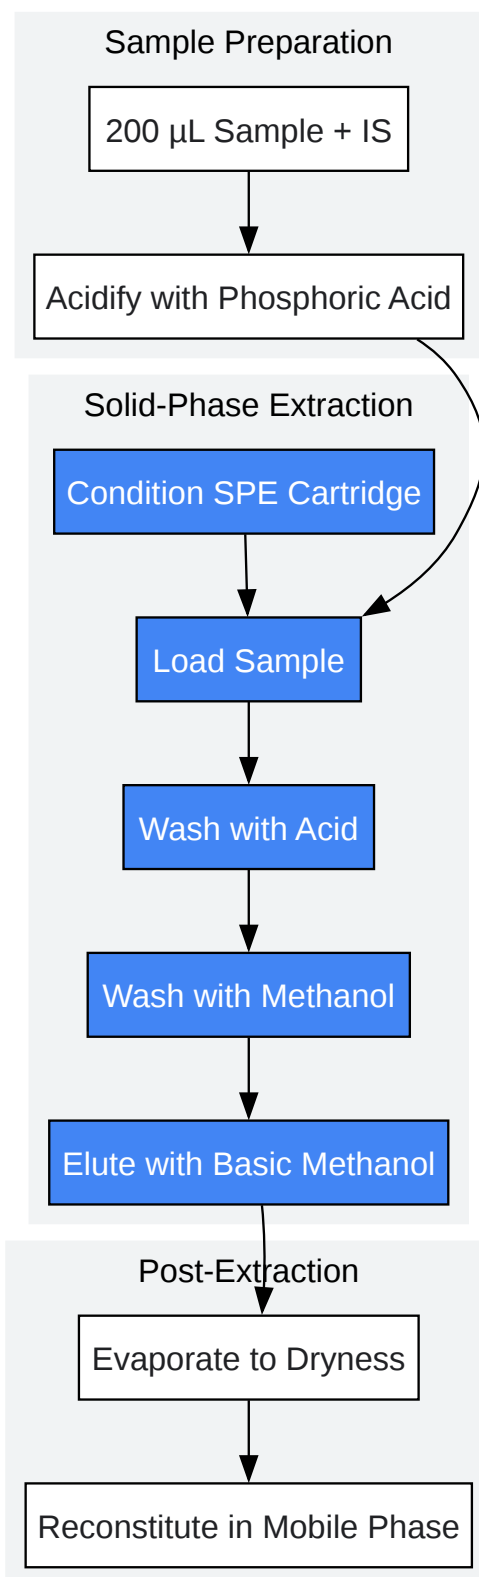 Sample Preparation
200 µL Sample + IS
Acidify with Phosphoric Acid
Solid-Phase Extraction
Condition SPE Cartridge
Load Sample
Wash with Acid
Wash with Methanol
Elute with Basic Methanol
Post-Extraction
Evaporate to Dryness
Reconstitute in Mobile Phase